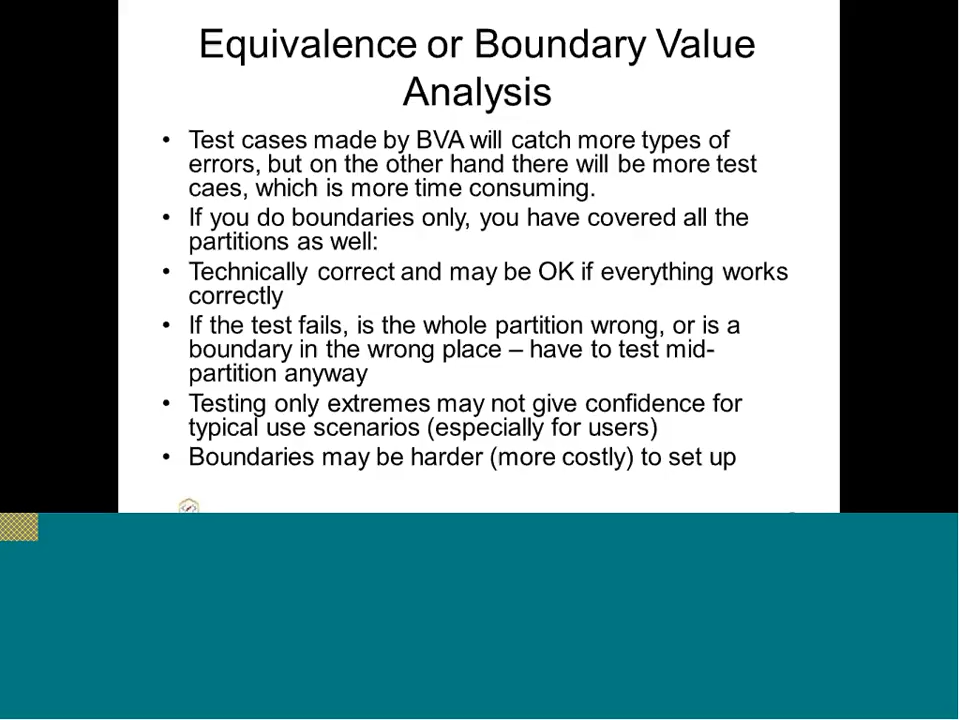 Equivalence or Boundary Value
Analysis
• Test cases made by BVA will catch more types of
errors, but on the other hand there will be more test
caes, which is more time consuming.
• If you do boundaries only, you have covered all the
partitions as well:
• Technically correct and may be OK if everything works
correctly
• If the test fails, is the whole partition wrong, or is a
boundary in the wrong place – have to test mid-
partition anyway
• Testing only extremes may not give confidence for
typical use scenarios (especially for users)
• Boundaries may be harder (more costly) to set up